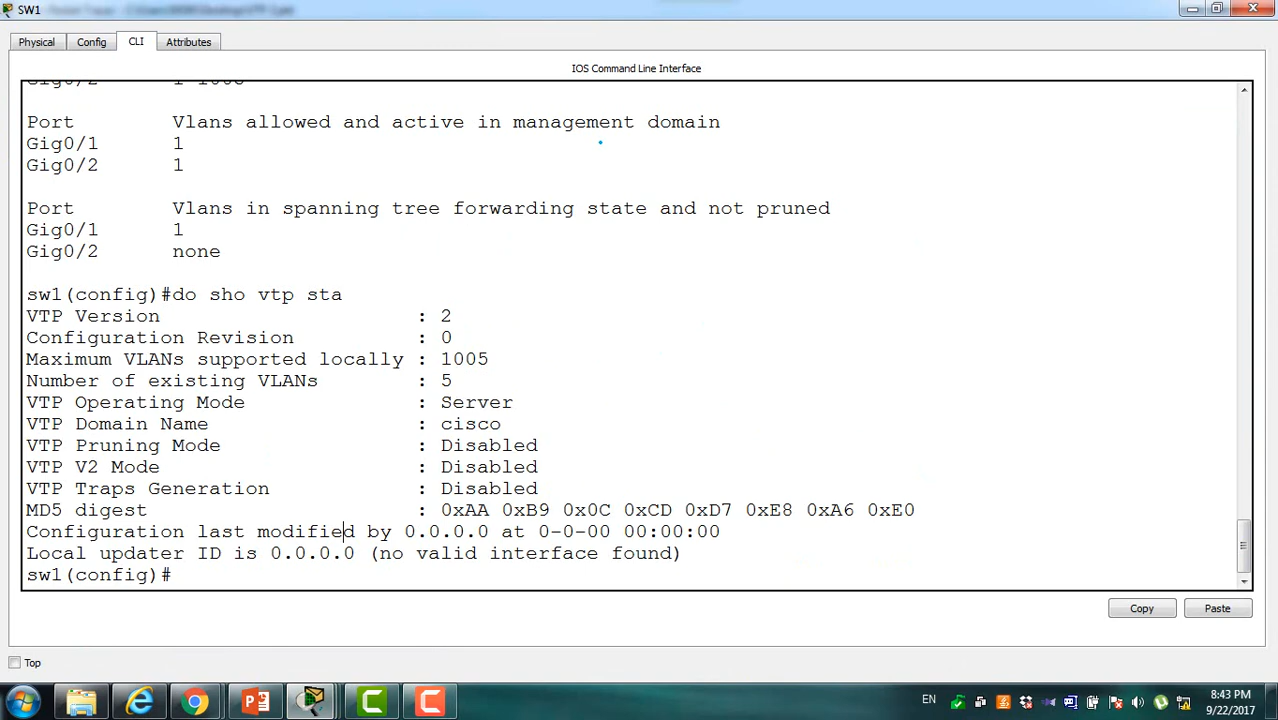 SW1
Physical Config CLI Attributes
IOS Command Line Interface
Port Vlans allowed and active in management domain
Gig0/1 1
Gig0/2 1
Port Vlans in spanning tree forwarding state and not pruned
Gig0/1 1
Gig0/2 none
sw1(config)#do sho vtp sta
VTP Version : 2
Configuration Revision : 0
Maximum VLANs supported locally : 1005
Number of existing VLANs : 5
VTP Operating Mode : Server
VTP Domain Name : cisco
VTP Pruning Mode : Disabled
VTP V2 Mode : Disabled
VTP Traps Generation : Disabled
MD5 digest : 0xAA 0xB9 0x0C 0xCD 0xD7 0xE8 0xA6 0xE0
Configuration last modified by 0.0.0.0 at 0-0-00 00:00:00
Local updater ID is 0.0.0.0 (no valid interface found)
sw1(config)#
Copy Paste
Top
EN
8:43 PM
9/22/2017